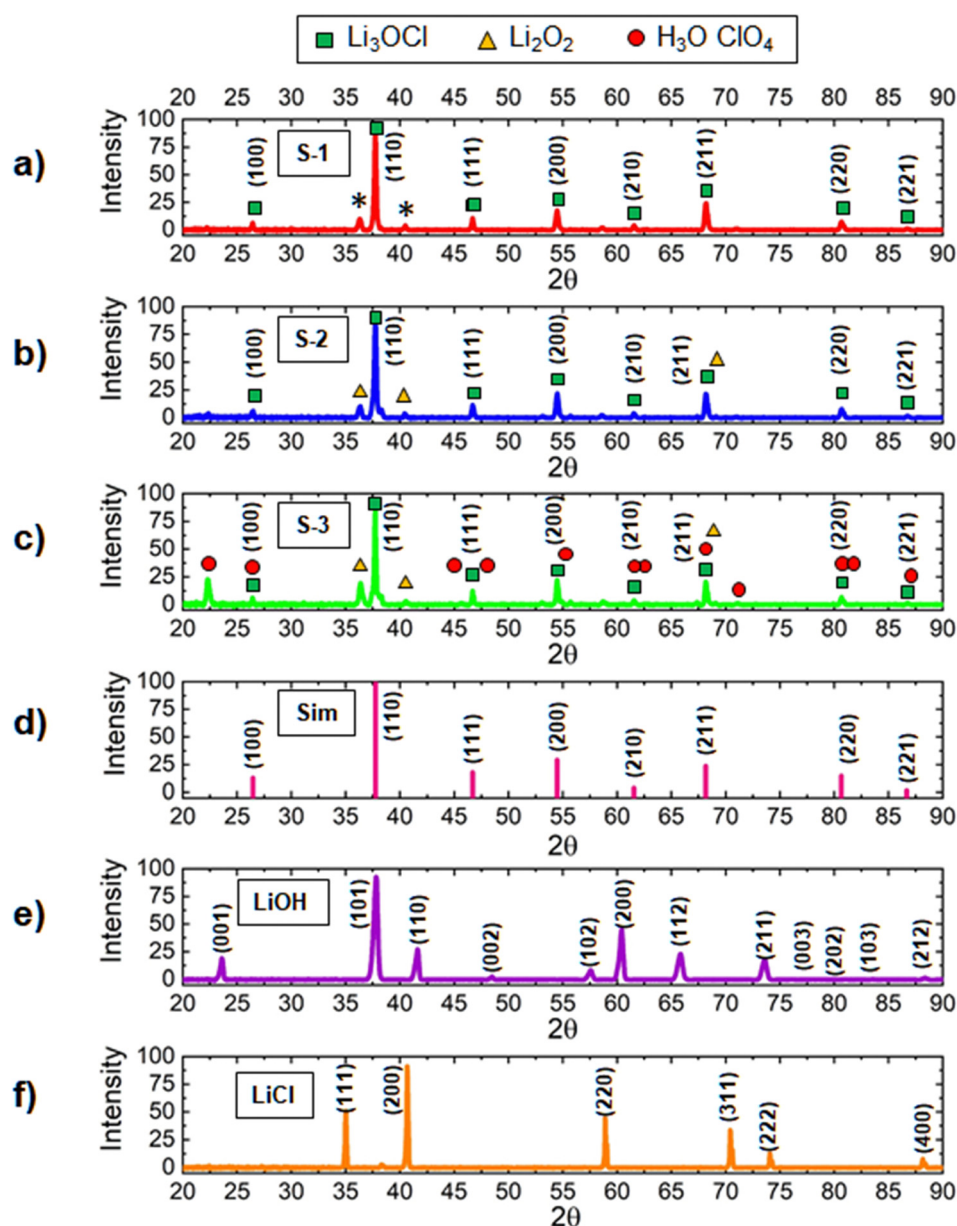 Li₃OCl Li₂O₂ H₃O ClO₄
20 25 30 35 40 45 50 55 60 65 70 75 80 85 90
a)
Intensity
100
75
50
25
0
S-1
(100) * (110) * (111) (200) (210) (211) (220) (221)
20 25 30 35 40 45 50 55 60 65 70 75 80 85 90
2θ
b)
Intensity
100
75
50
25
0
S-2
(100) (110) (111) (200) (210) (211) (220) (221)
20 25 30 35 40 45 50 55 60 65 70 75 80 85 90
2θ
c)
Intensity
100
75
50
25
0
S-3
(100) (110) (111) (200) (210) (211) (220) (221)
20 25 30 35 40 45 50 55 60 65 70 75 80 85 90
2θ
d)
Intensity
100
75
50
25
0
Sim
(100) (110) (111) (200) (210) (211) (220) (221)
20 25 30 35 40 45 50 55 60 65 70 75 80 85 90
2θ
e)
Intensity
100
75
50
25
0
LiOH
(001) (101) (110) (002) (102) (200) (112) (211) (003) (202) (103) (212)
20 25 30 35 40 45 50 55 60 65 70 75 80 85 90
2θ
f)
Intensity
100
75
50
25
0
LiCl
(111) (200) (220) (311) (222) (400)
20 25 30 35 40 45 50 55 60 65 70 75 80 85 90
2θ